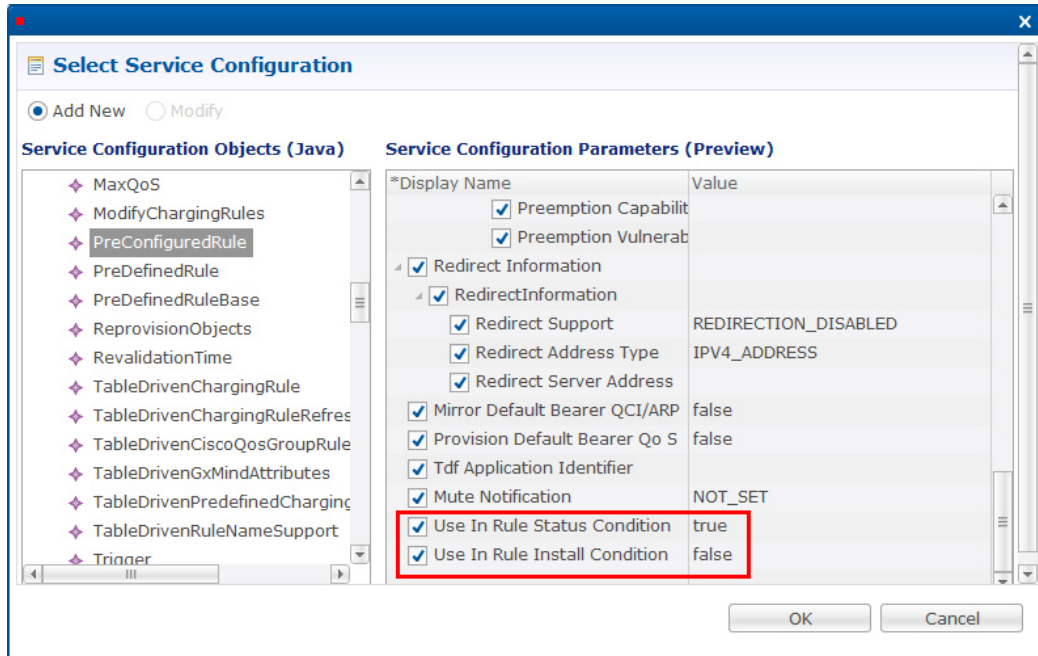 Select Service Configuration
Add New Modify
Service Configuration Objects (Java)
MaxQoS
ModifyChargingRules
PreConfiguredRule
PreDefinedRule
PreDefinedRuleBase
ReprovisionObjects
RevalidationTime
TableDrivenChargingRule
TableDrivenChargingRuleRefres
TableDrivenCiscoQosGroupRule
TableDrivenGxMindAttributes
TableDrivenPredefinedCharging
TableDrivenRuleNameSupport
Trigger
Service Configuration Parameters (Preview)
*Display Name Value
Preemption Capabilit
Preemption Vulnerab
Redirect Information
RedirectInformation
Redirect Support REDIRECTION_DISABLED
Redirect Address Type IPV4_ADDRESS
Redirect Server Address
Mirror Default Bearer QCI/ARP false
Provision Default Bearer Qo S false
Tdf Application Identifier
Mute Notification NOT_SET
Use In Rule Status Condition true
Use In Rule Install Condition false
OK Cancel